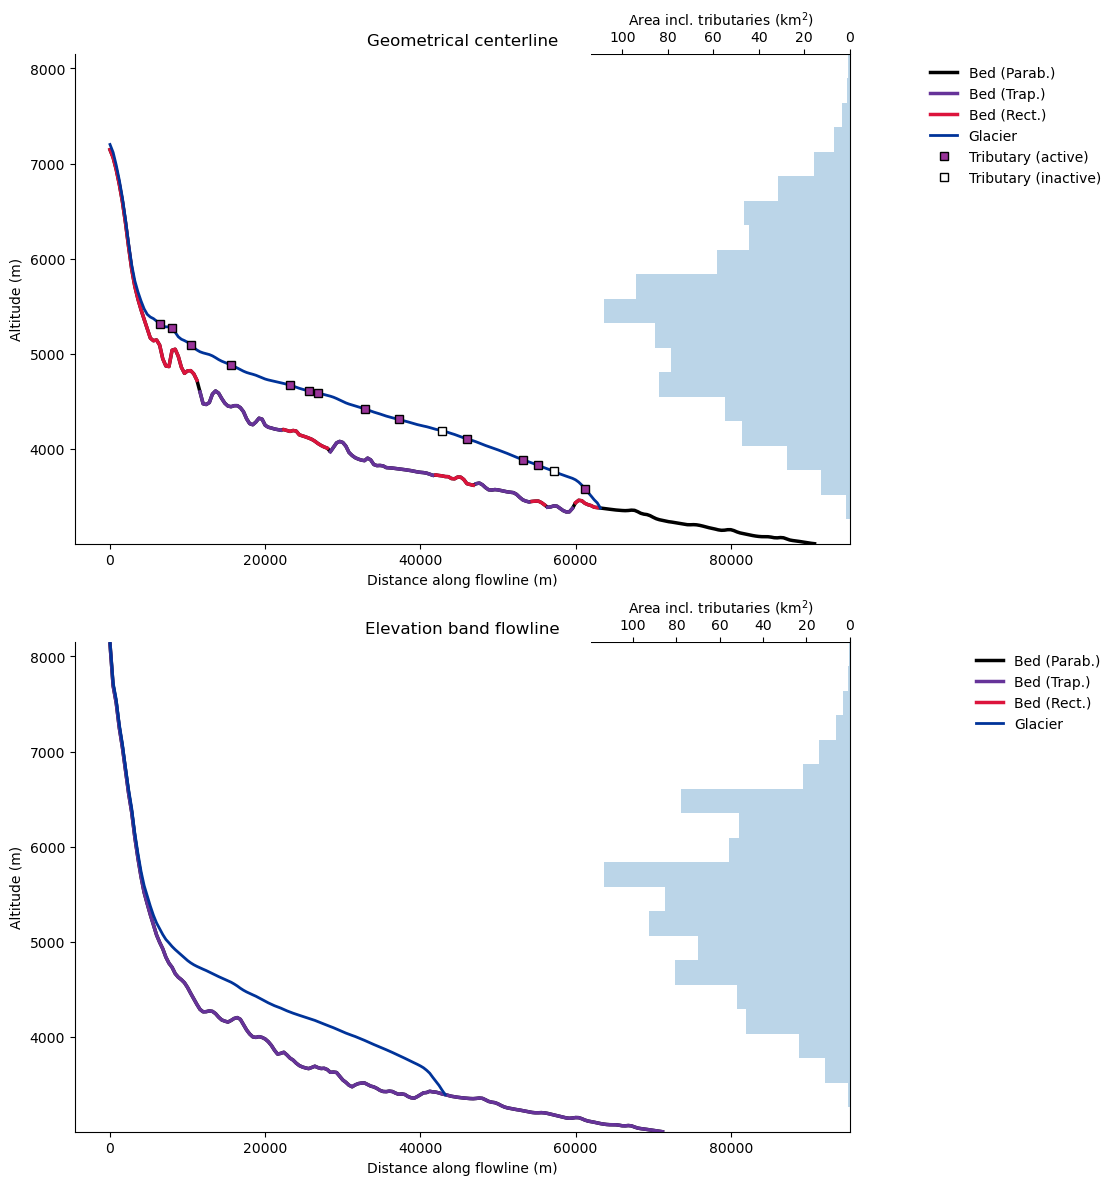 Area incl. tributaries (km²)
100 80 60 40 20 0
Geometrical centerline
8000
7000
6000
5000
4000
Altitude (m)
0 20000 40000 60000 80000
Distance along flowline (m)
Bed (Parab.)
Bed (Trap.)
Bed (Rect.)
Glacier
Tributary (active)
Tributary (inactive)
Area incl. tributaries (km²)
100 80 60 40 20 0
Elevation band flowline
8000
7000
6000
5000
4000
Altitude (m)
0 20000 40000 60000 80000
Distance along flowline (m)
Bed (Parab.)
Bed (Trap.)
Bed (Rect.)
Glacier